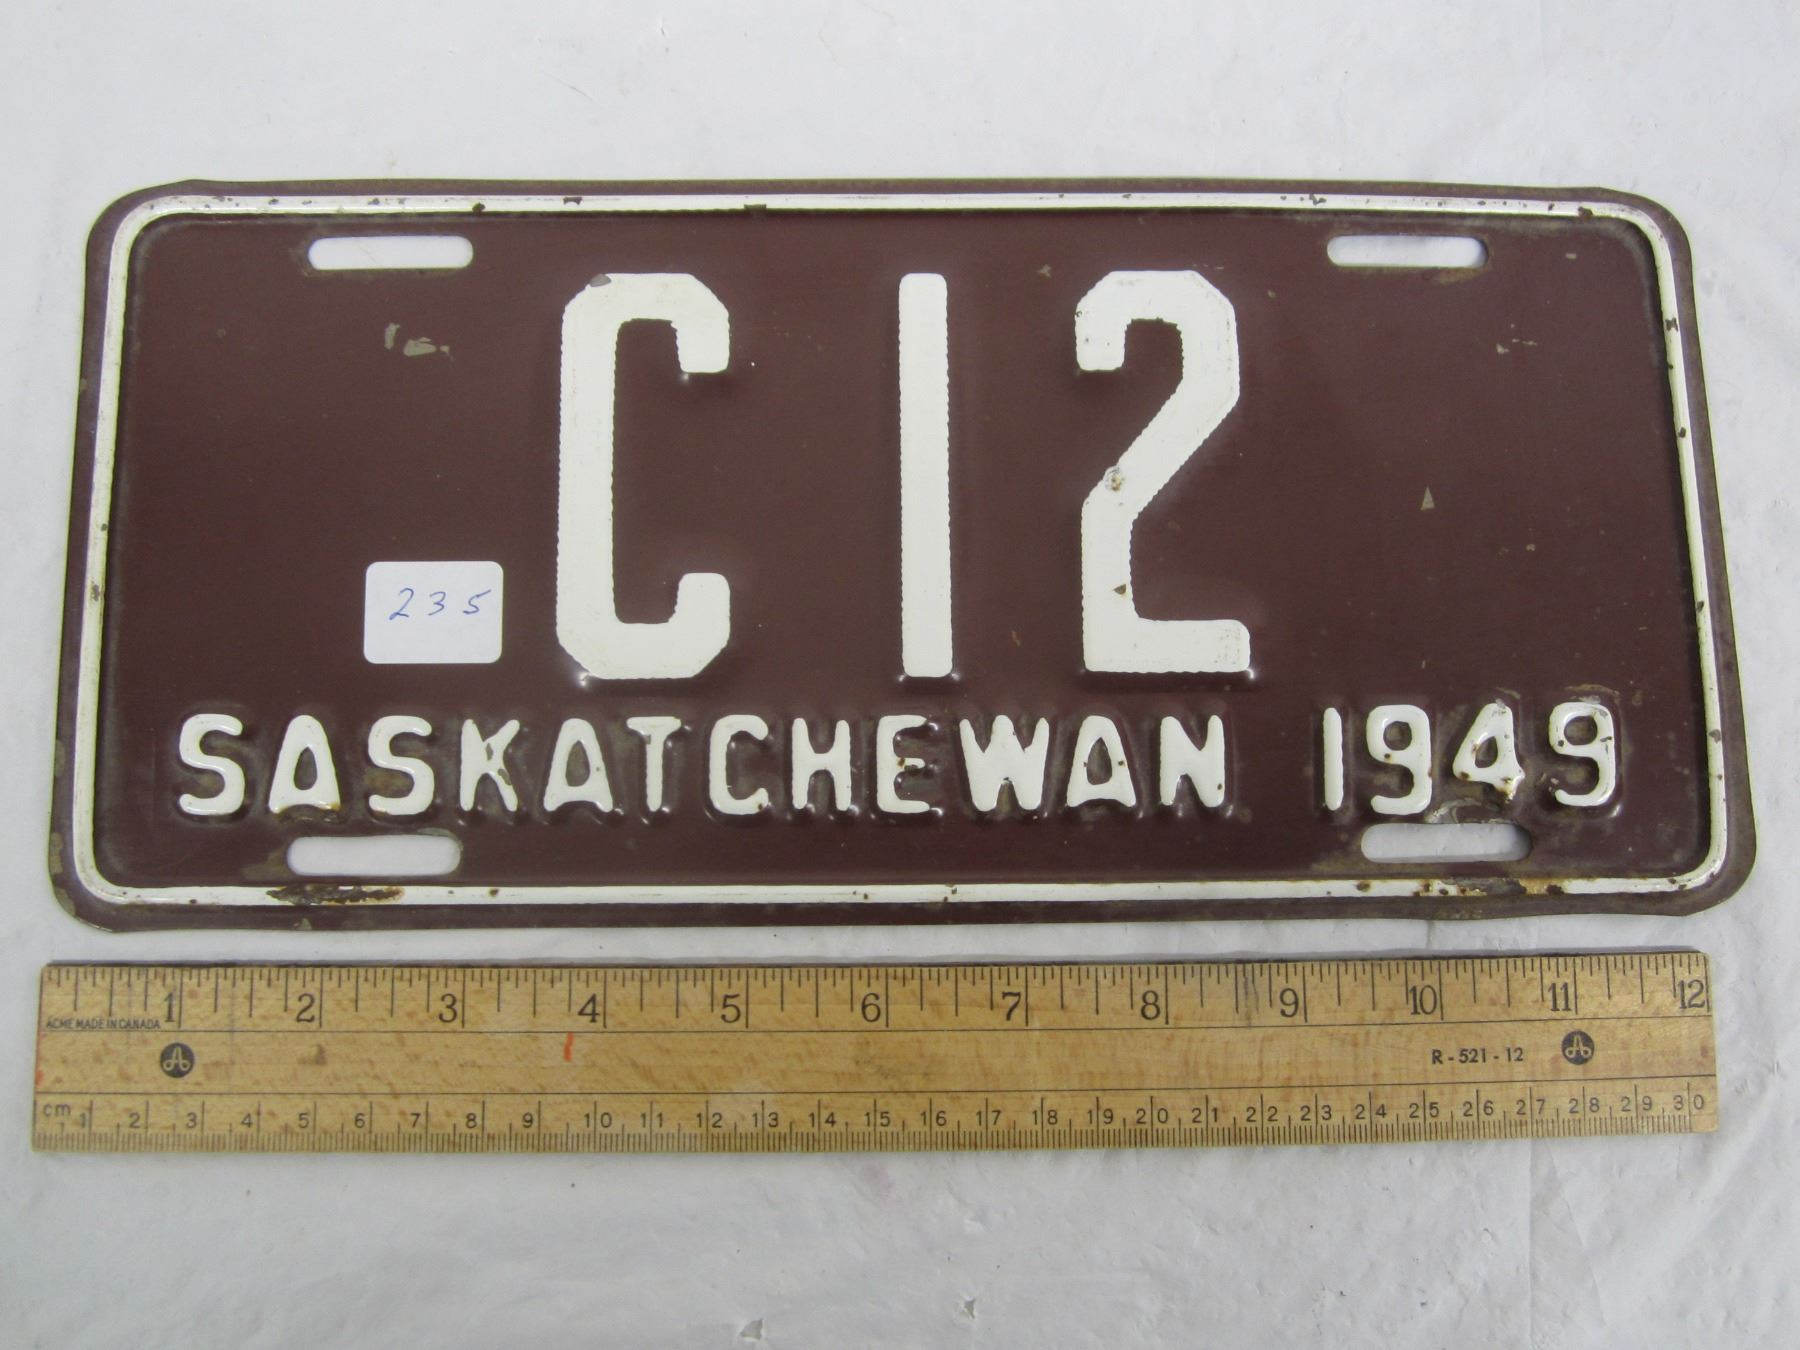 C12
235
SASKATCHEWAN 1949
1 2 3 4 5 6 7 8 9 10 11 12
ACME MADE IN CANADA
R-521-12
cm 1 2 3 4 5 6 7 8 9 10 11 12 13 14 15 16 17 18 19 20 21 22 23 24 25 26 27 28 29 30